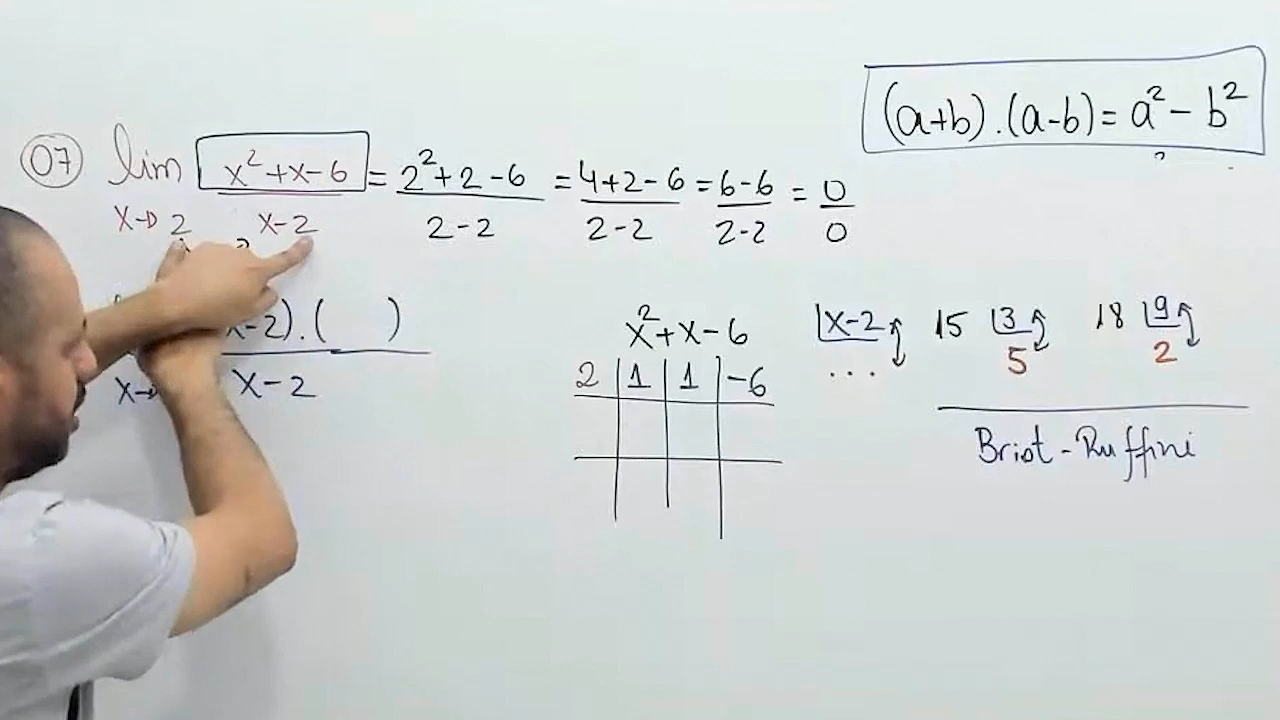 (a+b).(a-b)=a²-b²
07 lim x²+x-6 = 2²+2-6 = 4+2-6 = 6-6 = 0
x→2 x-2 2-2 2-2 2-2 0
x-2).( )
x→ x-2
x²+x-6 x-2 15 3 18 9
... 5 2
2 1 1 -6
Briot-Ruffini